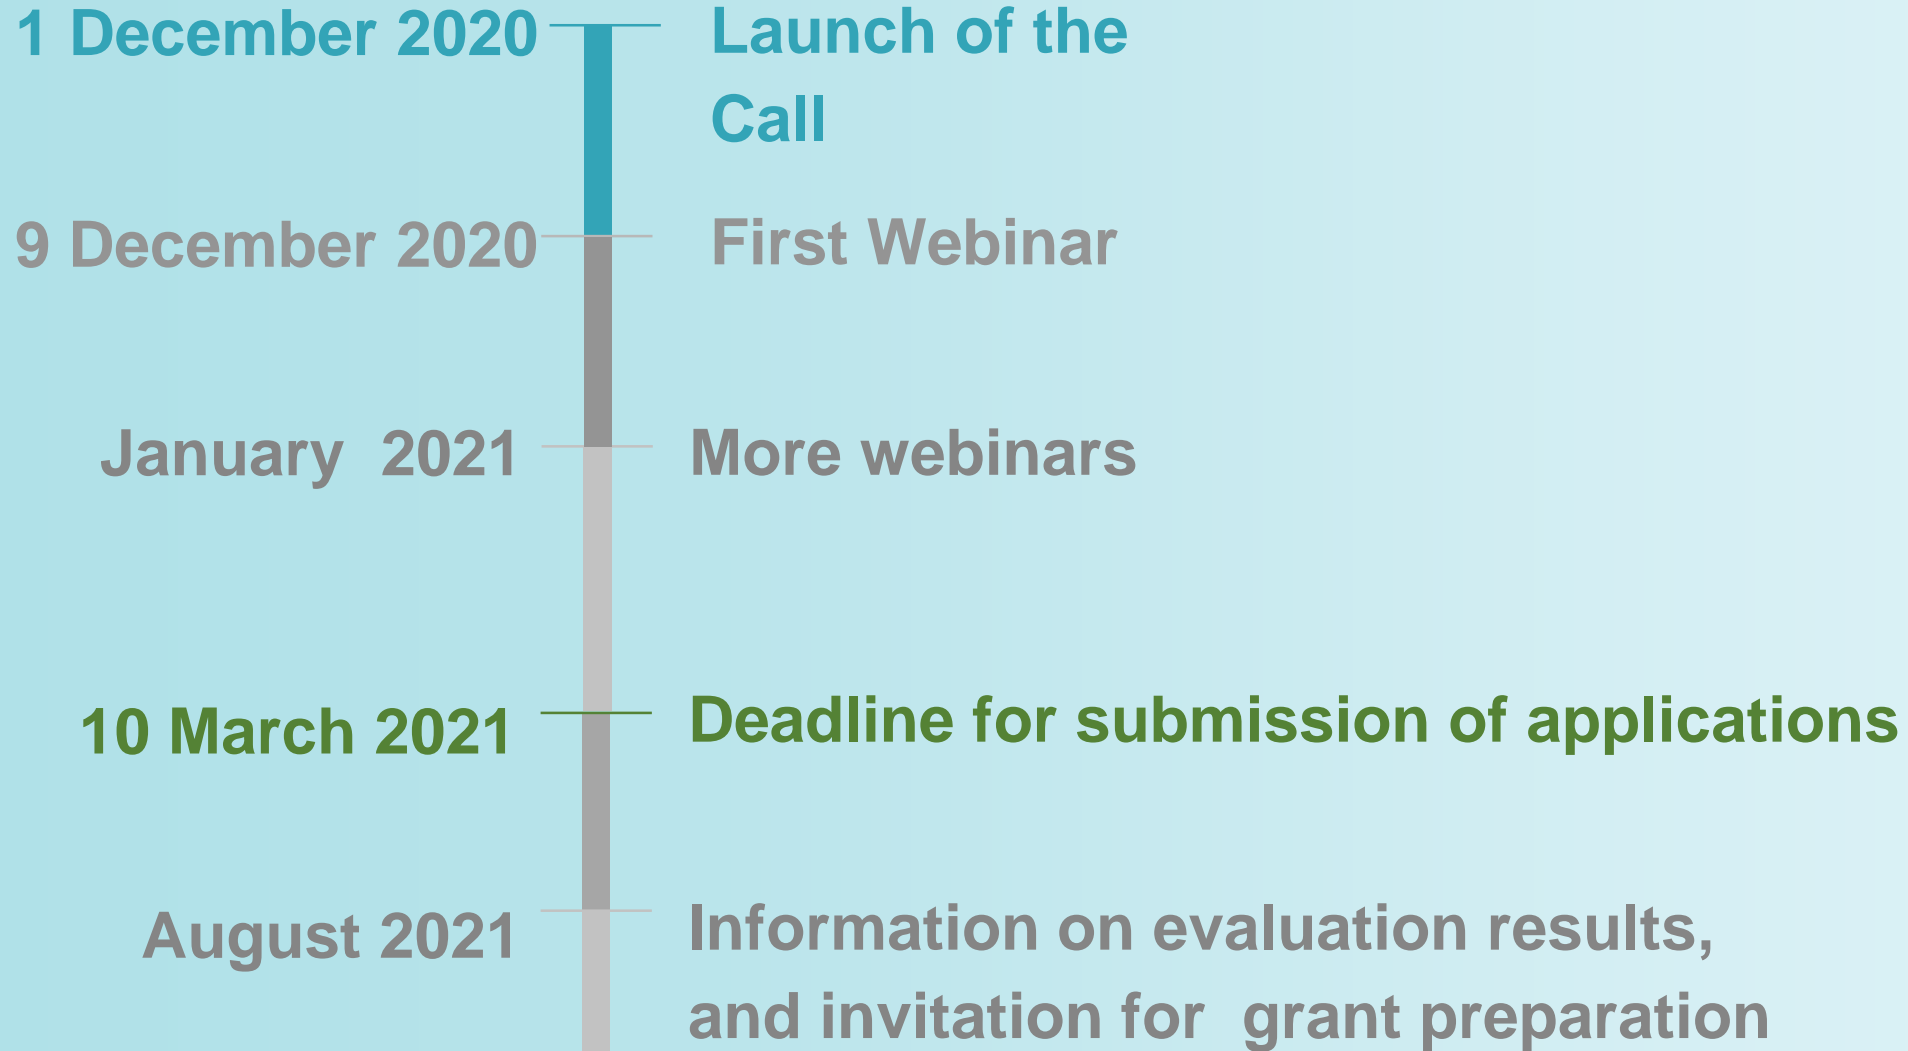 1 December 2020
Launch of the
Call
9 December 2020
First Webinar
January 2021
More webinars
10 March 2021
Deadline for submission of applications
August 2021
Information on evaluation results,
and invitation for grant preparation